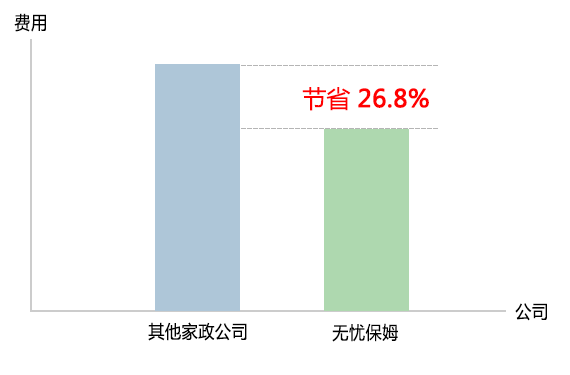 费用
节省 26.8%
公司
其他家政公司
无忧保姆